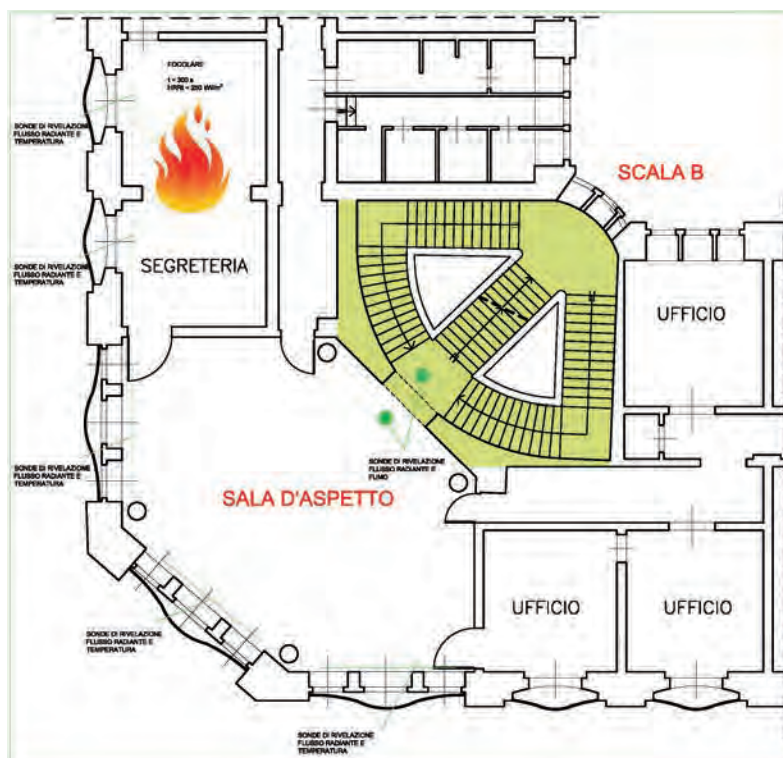 FOCOLARE
SONDE DI RIVELAZIONE
FLUSSO RADIANTE E
TEMPERATURA
SCALA B
SEGRETERIA
SONDE DI RIVELAZIONE
FLUSSO RADIANTE E
TEMPERATURA
UFFICIO
SONDE DI RIVELAZIONE
FLUSSO RADIANTE E
FUMO
SONDE DI RIVELAZIONE
FLUSSO RADIANTE E
TEMPERATURA
SALA D'ASPETTO
UFFICIO
UFFICIO
SONDE DI RIVELAZIONE
FLUSSO RADIANTE E
TEMPERATURA
SONDE DI RIVELAZIONE
FLUSSO RADIANTE E
TEMPERATURA